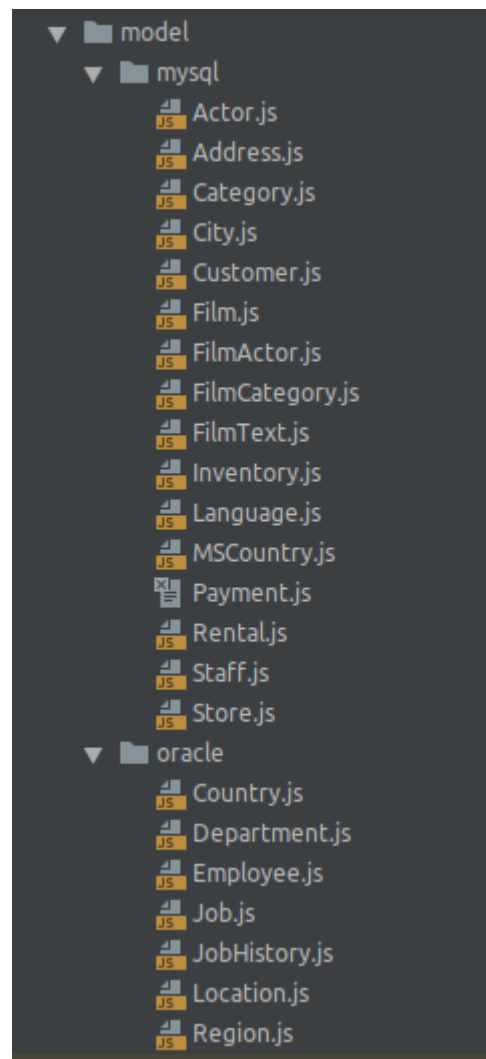 model
mysql
Actor.js
Address.js
Category.js
City.js
Customer.js
Film.js
FilmActor.js
FilmCategory.js
FilmText.js
Inventory.js
Language.js
MSCountry.js
Payment.js
Rental.js
Staff.js
Store.js
oracle
Country.js
Department.js
Employee.js
Job.js
JobHistory.js
Location.js
Region.js